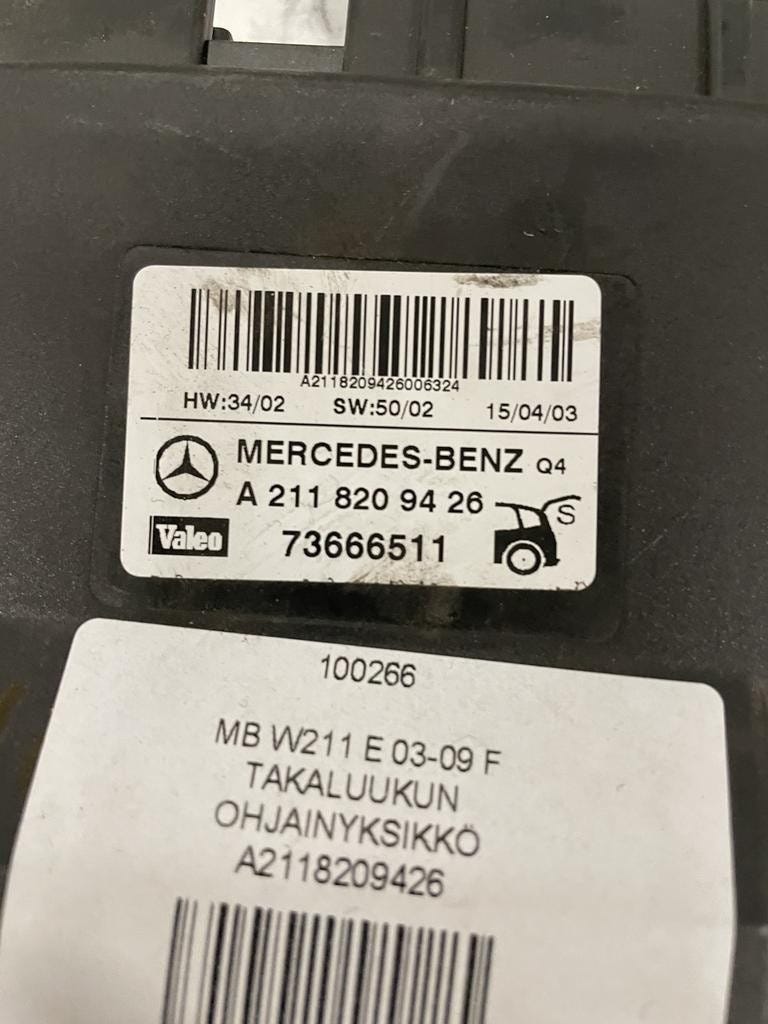 A2118209426006324
HW:34/02 SW:50/02 15/04/03
MERCEDES-BENZ Q4
A 211 820 94 26
S
Valeo 73666511
100266
MB W211 E 03-09 F
TAKALUUKUN
OHJAINYKSIKKÖ
A2118209426